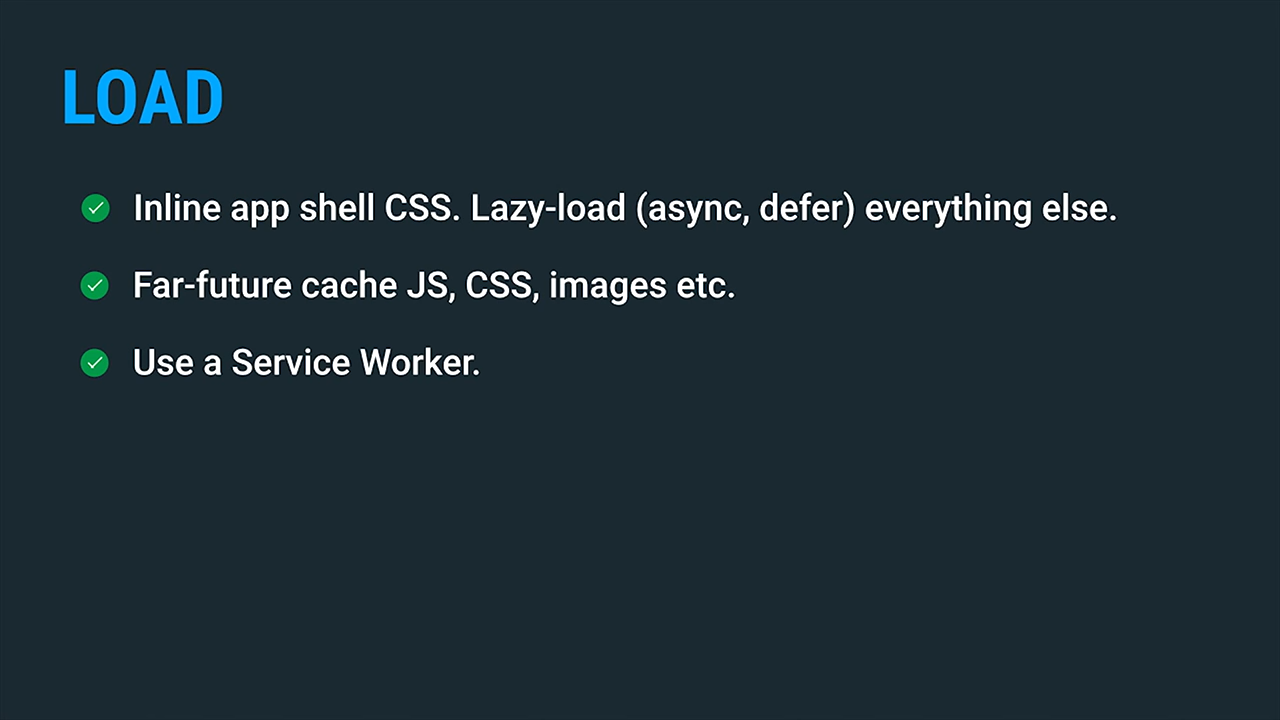 LOAD
Inline app shell CSS. Lazy-load (async, defer) everything else.
Far-future cache JS, CSS, images etc.
Use a Service Worker.